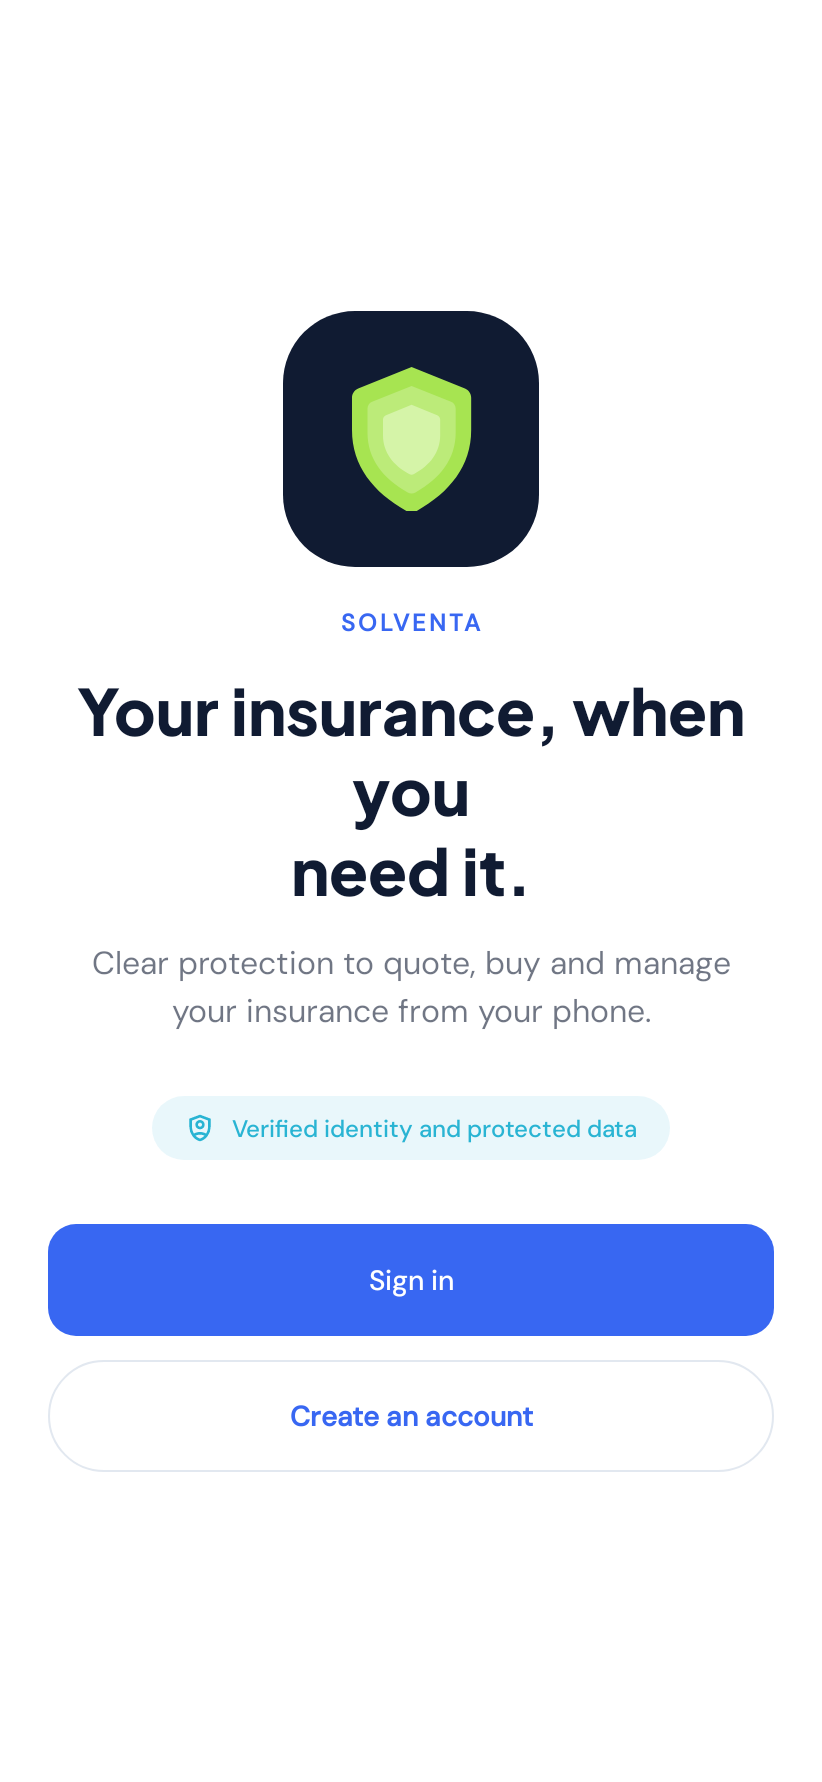 SOLVENTA
Your insurance, when
you
need it.
Clear protection to quote, buy and manage
your insurance from your phone.
Verified identity and protected data
Sign in
Create an account